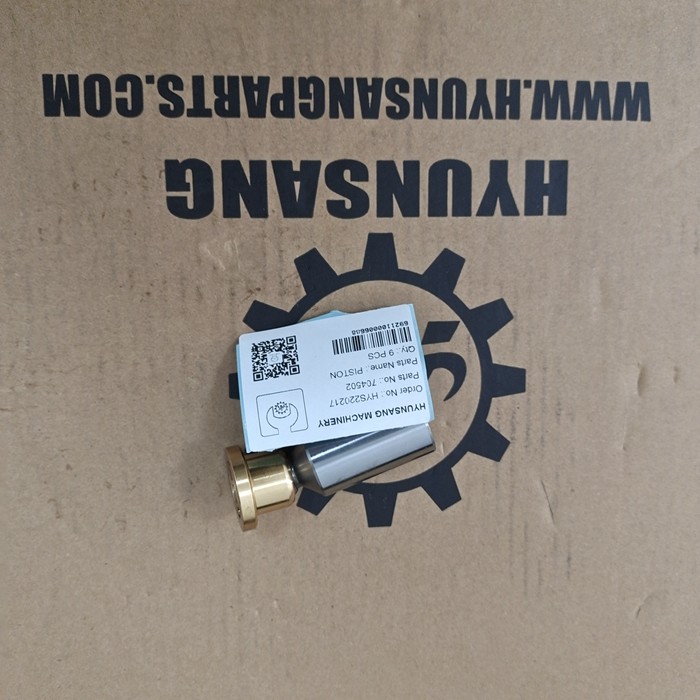 HYUNSANG MACHINERY
Order No : HYS220217
Parts No.: 704502
Parts Name.: PISTON
Qty.: 9 PCS
HYUNSANG
WWW.HYUNSANGPARTS.COM